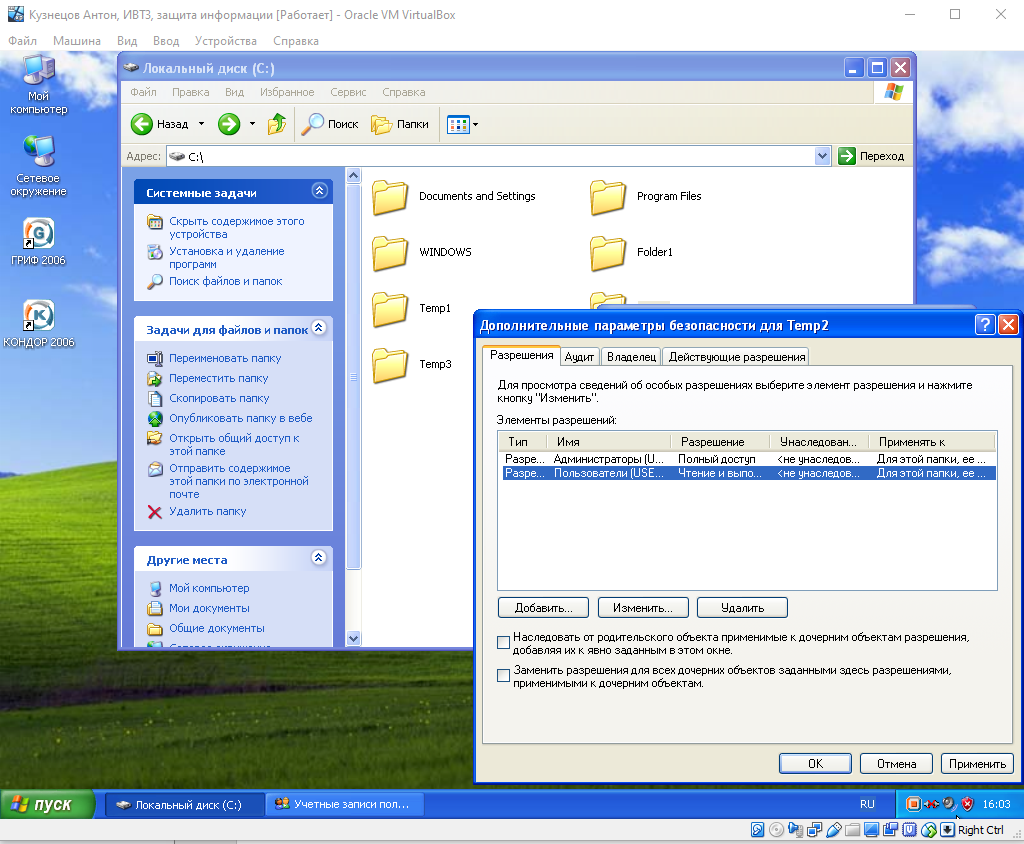 Кузнецов Антон, ИВТ3, защита информации [Работает] - Oracle VM VirtualBox
Файл Машина Вид Ввод Устройства Справка
Мой
компьютер
Сетевое
окружение
ГРИФ 2006
КОНДОР 2006
Локальный диск (C:)
Файл Правка Вид Избранное Сервис Справка
Назад Поиск Папки
Адрес: C:\ Переход
Системные задачи
Скрыть содержимое этого
устройства
Установка и удаление
программ
Поиск файлов и папок
Задачи для файлов и папок
Переименовать папку
Переместить папку
Скопировать папку
Опубликовать папку в вебе
Открыть общий доступ к
этой папке
Отправить содержимое
этой папки по электронной
почте
Удалить папку
Другие места
Мой компьютер
Мои документы
Общие документы
Documents and Settings Program Files
WINDOWS Folder1
Temp1
Temp3
Дополнительные параметры безопасности для Temp2
Разрешения Аудит Владелец Действующие разрешения
Для просмотра сведений об особых разрешениях выберите элемент разрешения и нажмите
кнопку "Изменить".
Элементы разрешений:
Тип Имя Разрешение Унаследован... Применять к
Разре... Администраторы (U... Полный доступ <не унаследов... Для этой папки, ее ...
Разре... Пользователи (USE... Чтение и выпо... <не унаследов... Для этой папки, ее ...
Добавить... Изменить... Удалить
Наследовать от родительского объекта применимые к дочерним объектам разрешения,
добавляя их к явно заданным в этом окне.
Заменить разрешения для всех дочерних объектов заданными здесь разрешениями,
применимыми к дочерним объектам.
OK Отмена Применить
пуск Локальный диск (C:) Учетные записи пол... RU 16:03
Right Ctrl